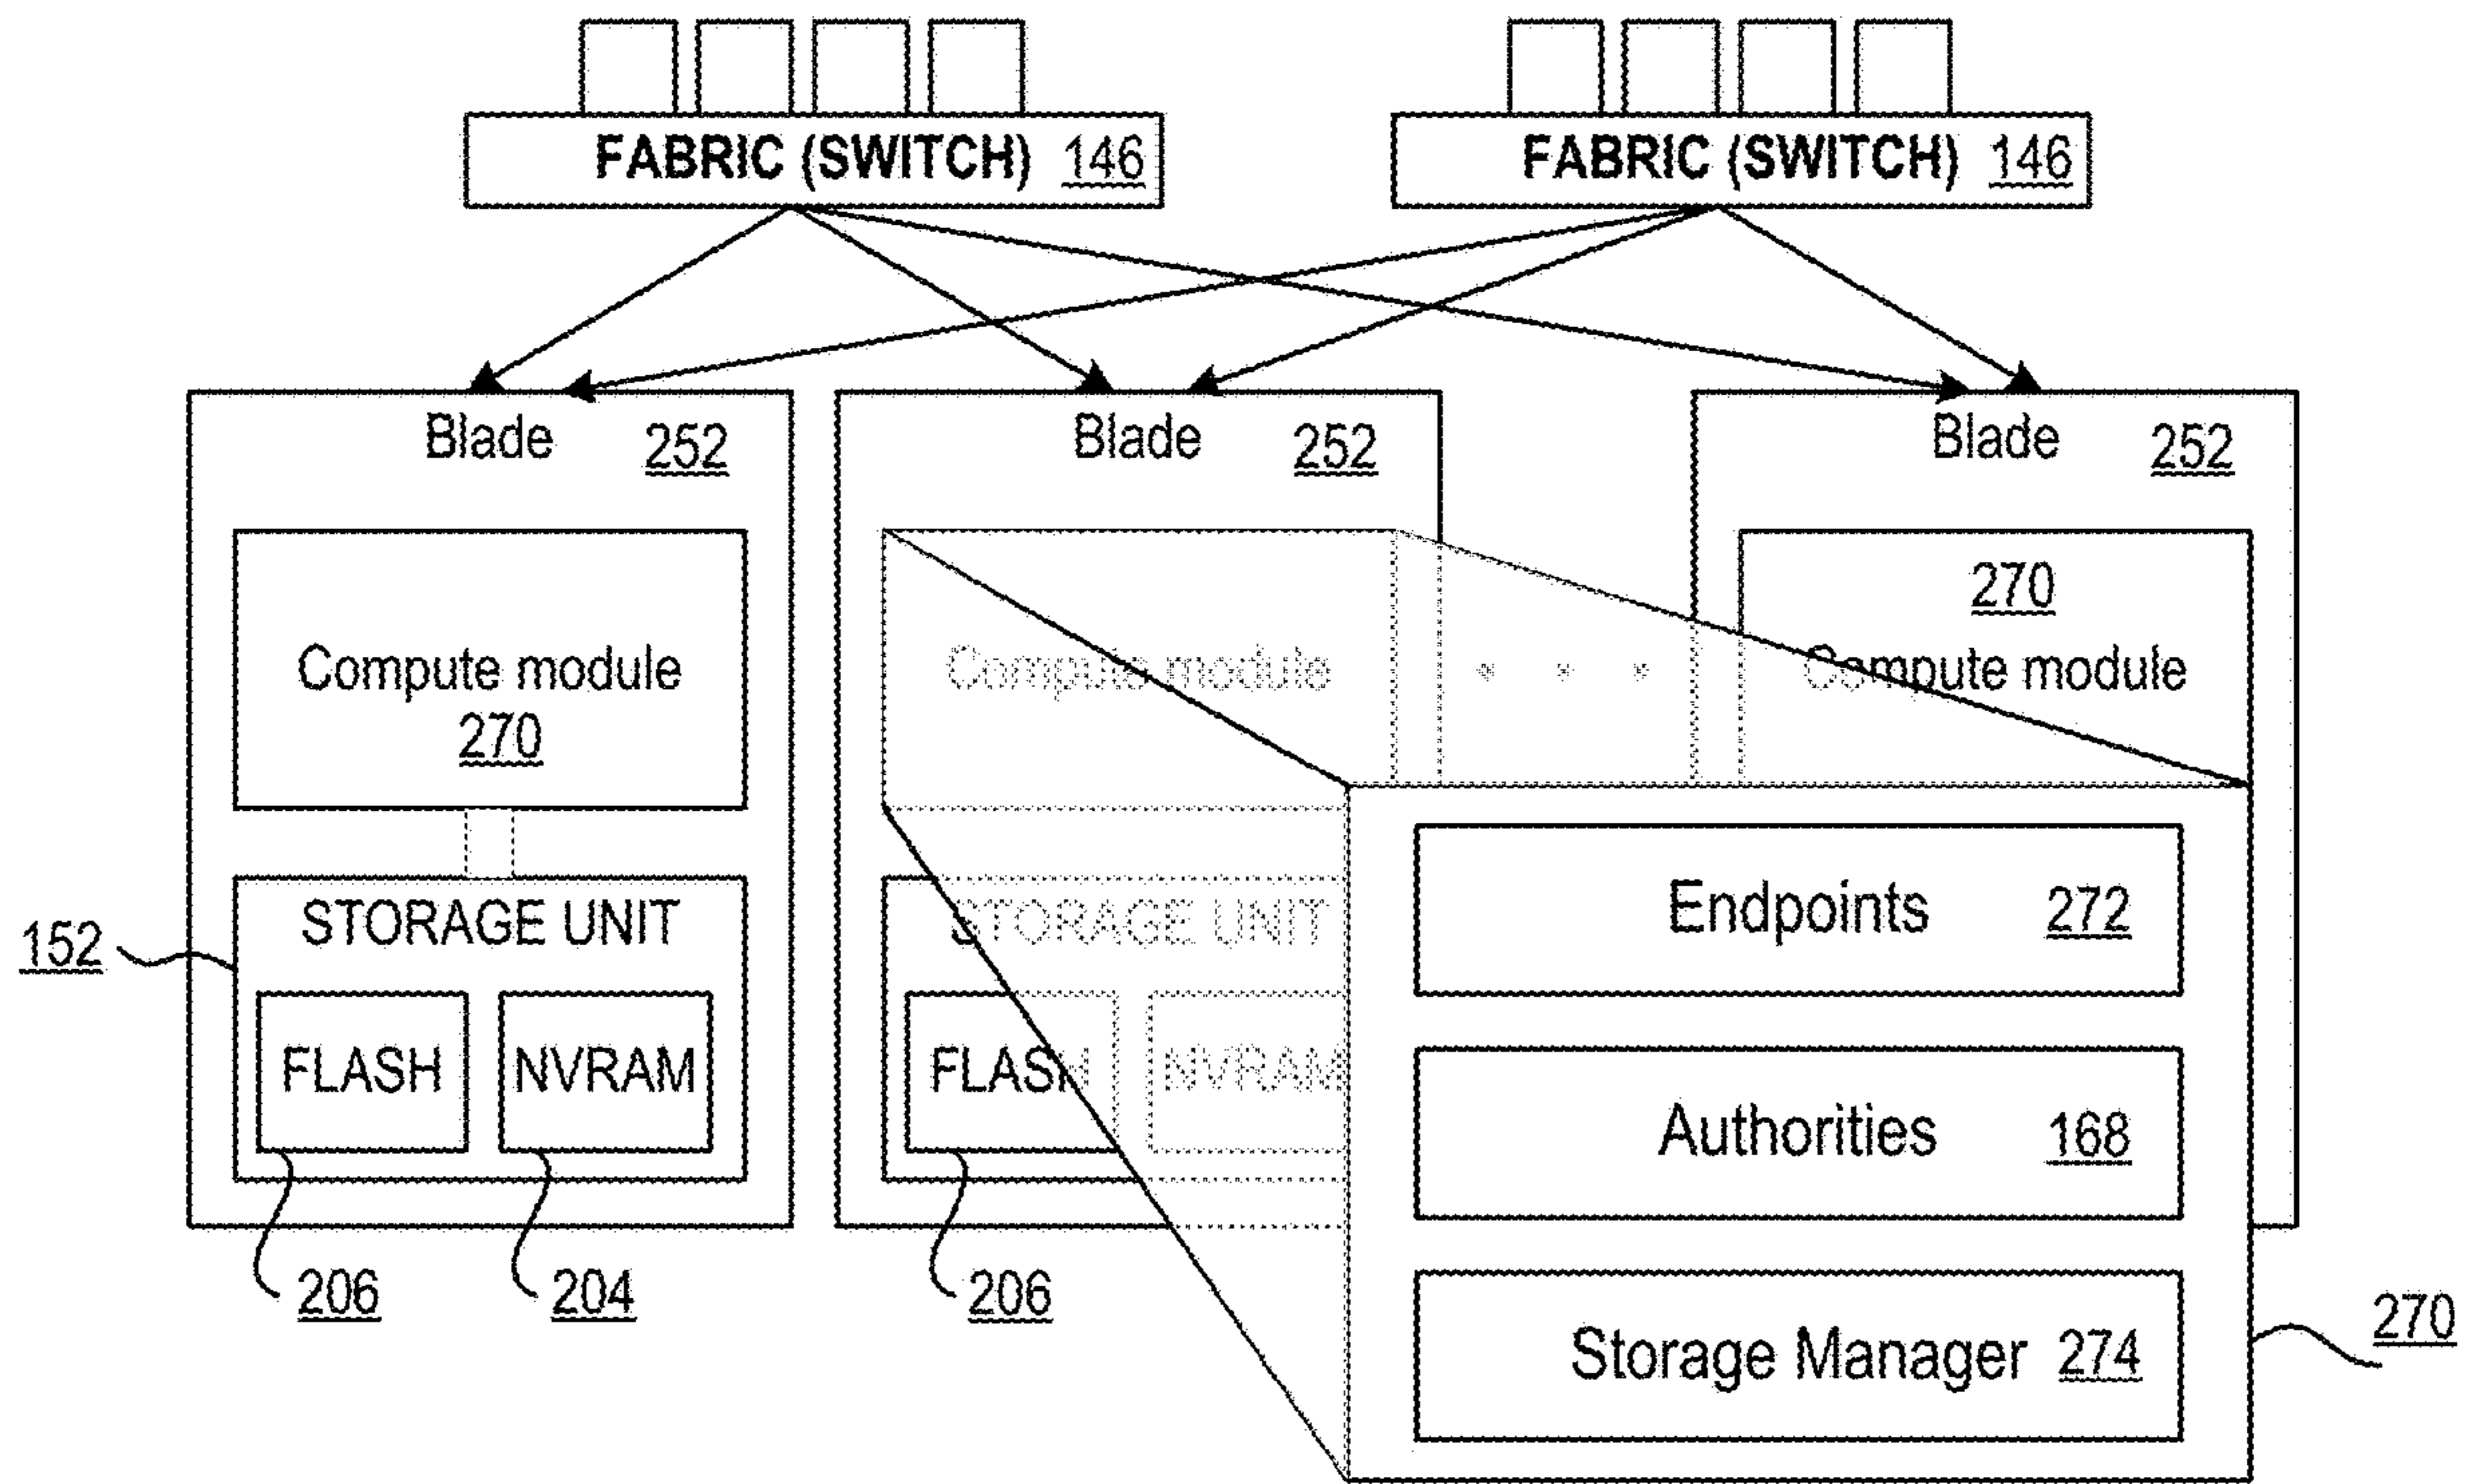 FABRIC (SWITCH) 146
FABRIC (SWITCH) 146
Blade 252
Blade 252
Blade 252
Compute module
270
Compute module
270
Compute module
152
STORAGE UNIT
FLASH
NVRAM
206
204
STORAGE UNIT
FLASH
NVRAM
206
Endpoints 272
Authorities 168
Storage Manager 274
270